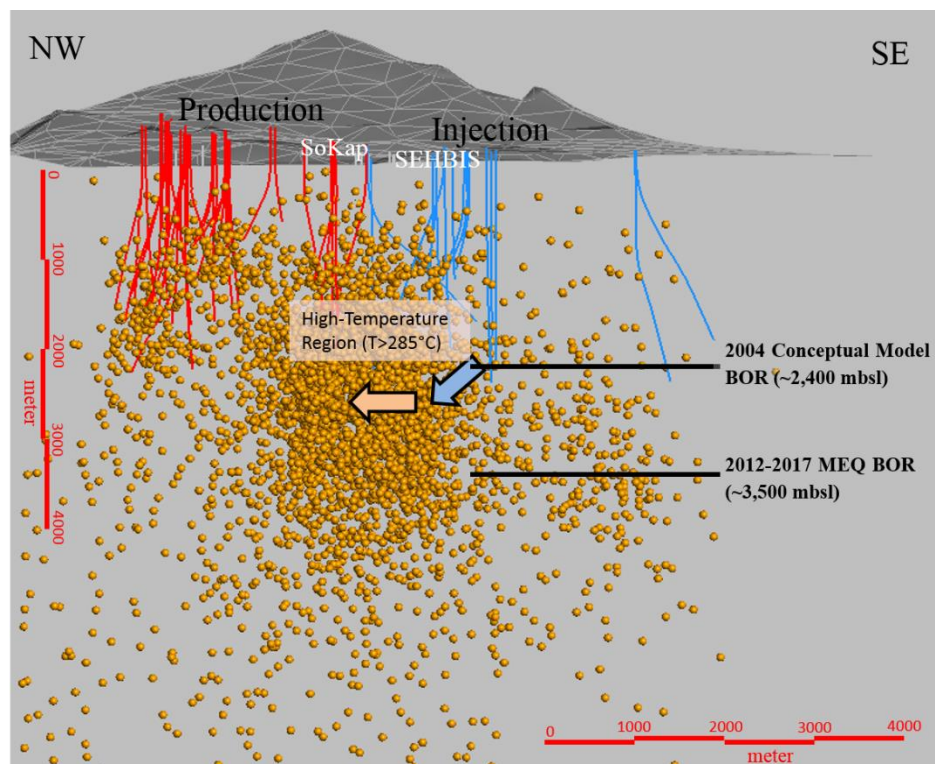 NW
SE
Production
Injection
SoKap
SEHBIS
0
1000
2000
3000
4000
meter
High-Temperature
Region (T>285°C)
2004 Conceptual Model
BOR (~2,400 mbsl)
2012-2017 MEQ BOR
(~3,500 mbsl)
0
1000
2000
3000
4000
meter